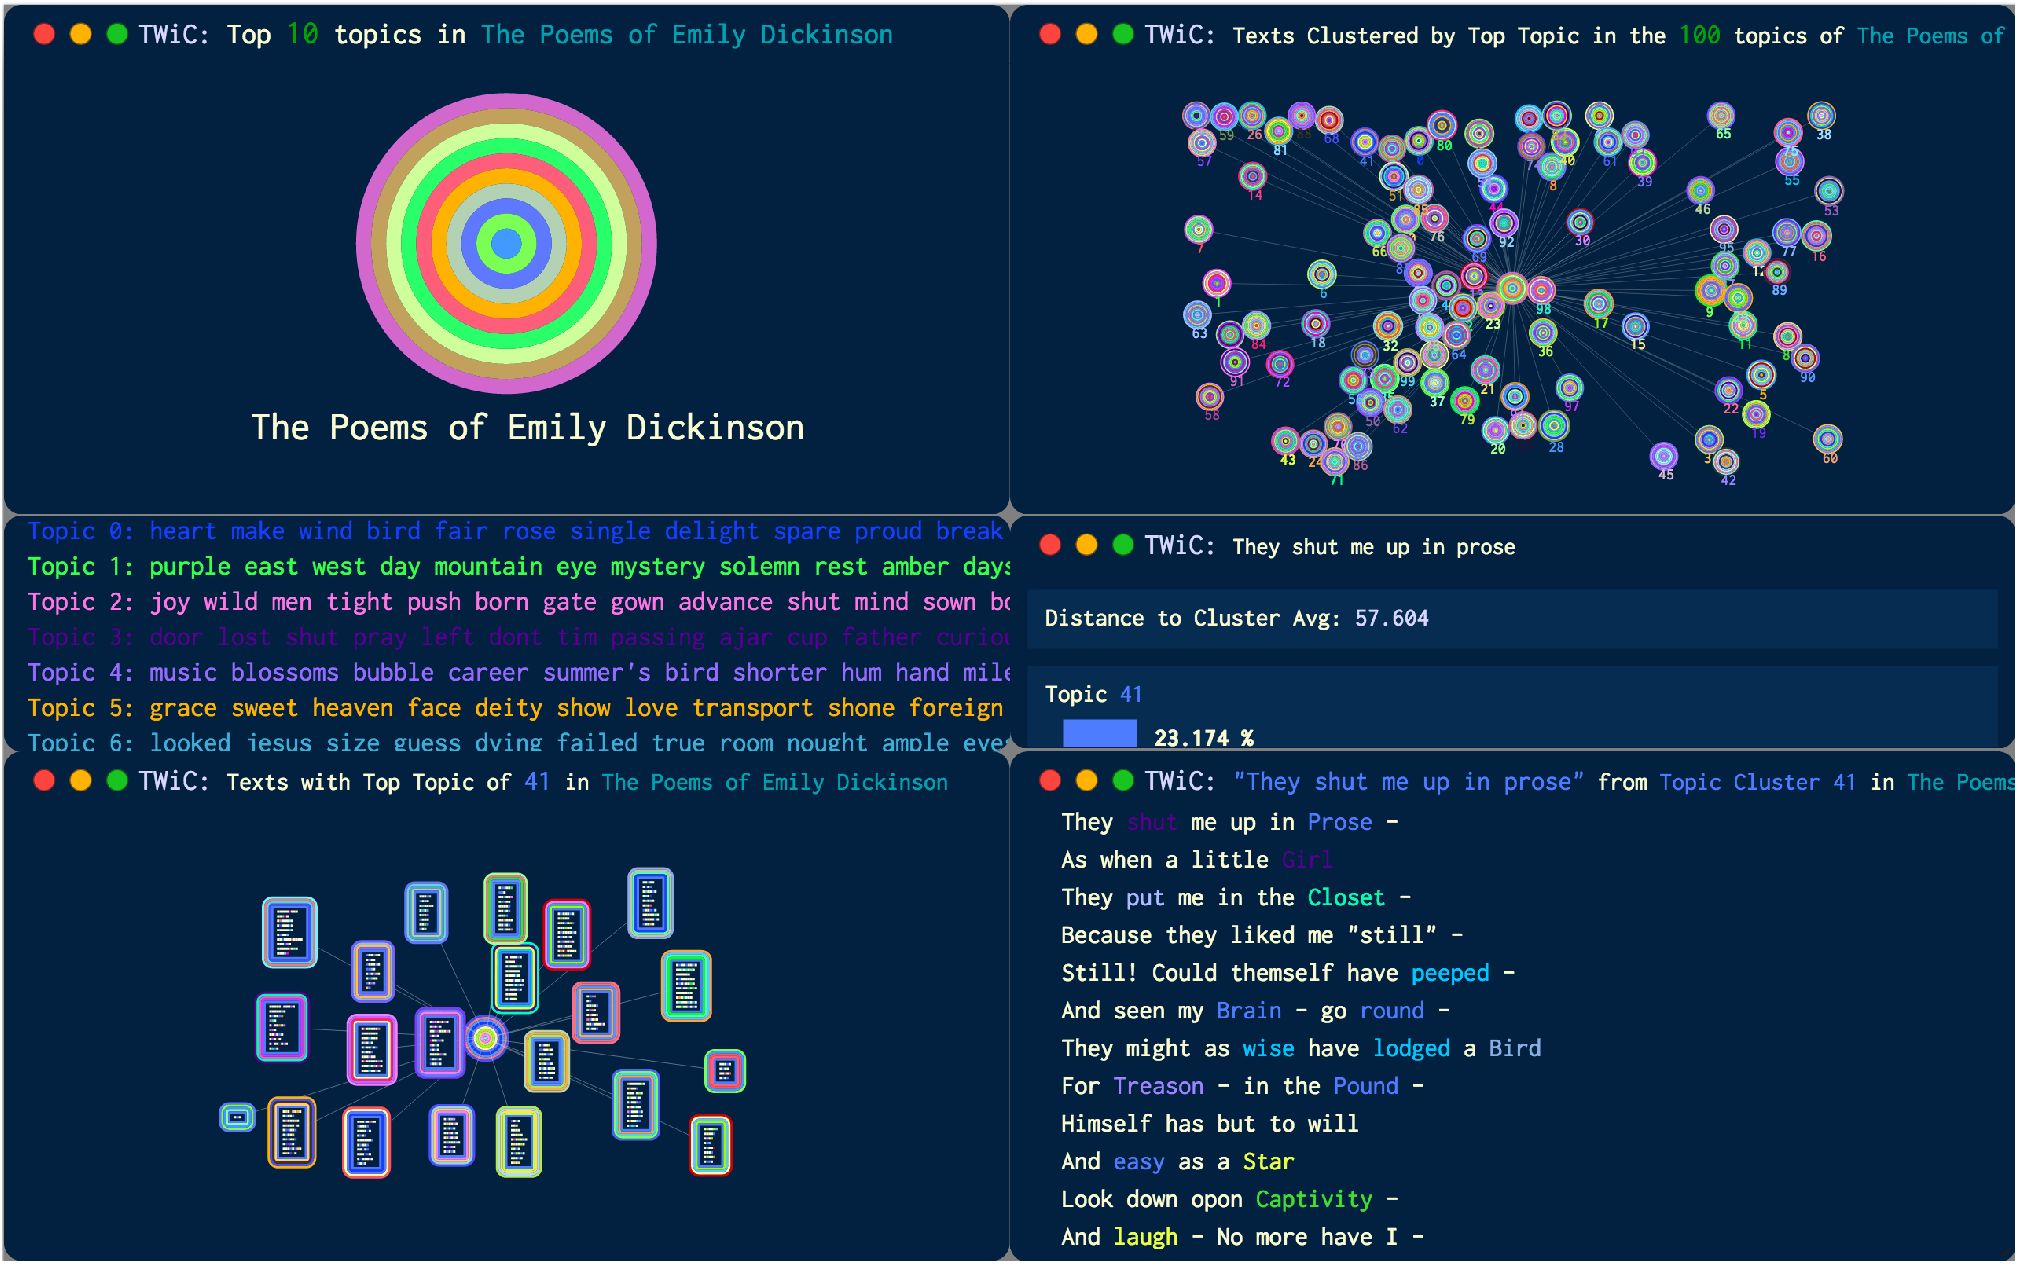 TWiC: Top 10 topics in The Poems of Emily Dickinson
The Poems of Emily Dickinson
TWiC: Texts Clustered by Top Topic in the 100 topics of The Poems of
59
26
68
81
57
41
80
14
65
75
38
55
61
39
8
46
53
51
7
66
76
69
92
30
95
77
16
89
1
6
63
84
18
91
72
58
32
23
98
17
36
15
9
11
90
5
22
19
64
99
37
21
79
97
50
62
20
28
43
24
71
86
45
42
60
Topic 0: heart make wind bird fair rose single delight spare proud break
Topic 1: purple east west day mountain eye mystery solemn rest amber days
Topic 2: joy wild men tight push born gate gown advance shut mind sown
Topic 3: door lost shut pray left dont tim passing ajar cup father
Topic 4: music blossoms bubble career summer's bird shorter hum hand
Topic 5: grace sweet heaven face deity show love transport shone foreign
Topic 6: looked jesus size guess dying failed true room nought ample
TWiC: They shut me up in prose
Distance to Cluster Avg: 57.604
Topic 41
23.174 %
TWiC: Texts with Top Topic of 41 in The Poems of Emily Dickinson
TWiC: "They shut me up in prose" from Topic Cluster 41 in The Poems
They shut me up in Prose –
As when a little Girl
They put me in the Closet –
Because they liked me "still" –
Still! Could themself have peeped –
And seen my Brain – go round –
They might as wise have lodged a Bird
For Treason – in the Pound –
Himself has but to will
And easy as a Star
Look down opon Captivity –
And laugh – No more have I –